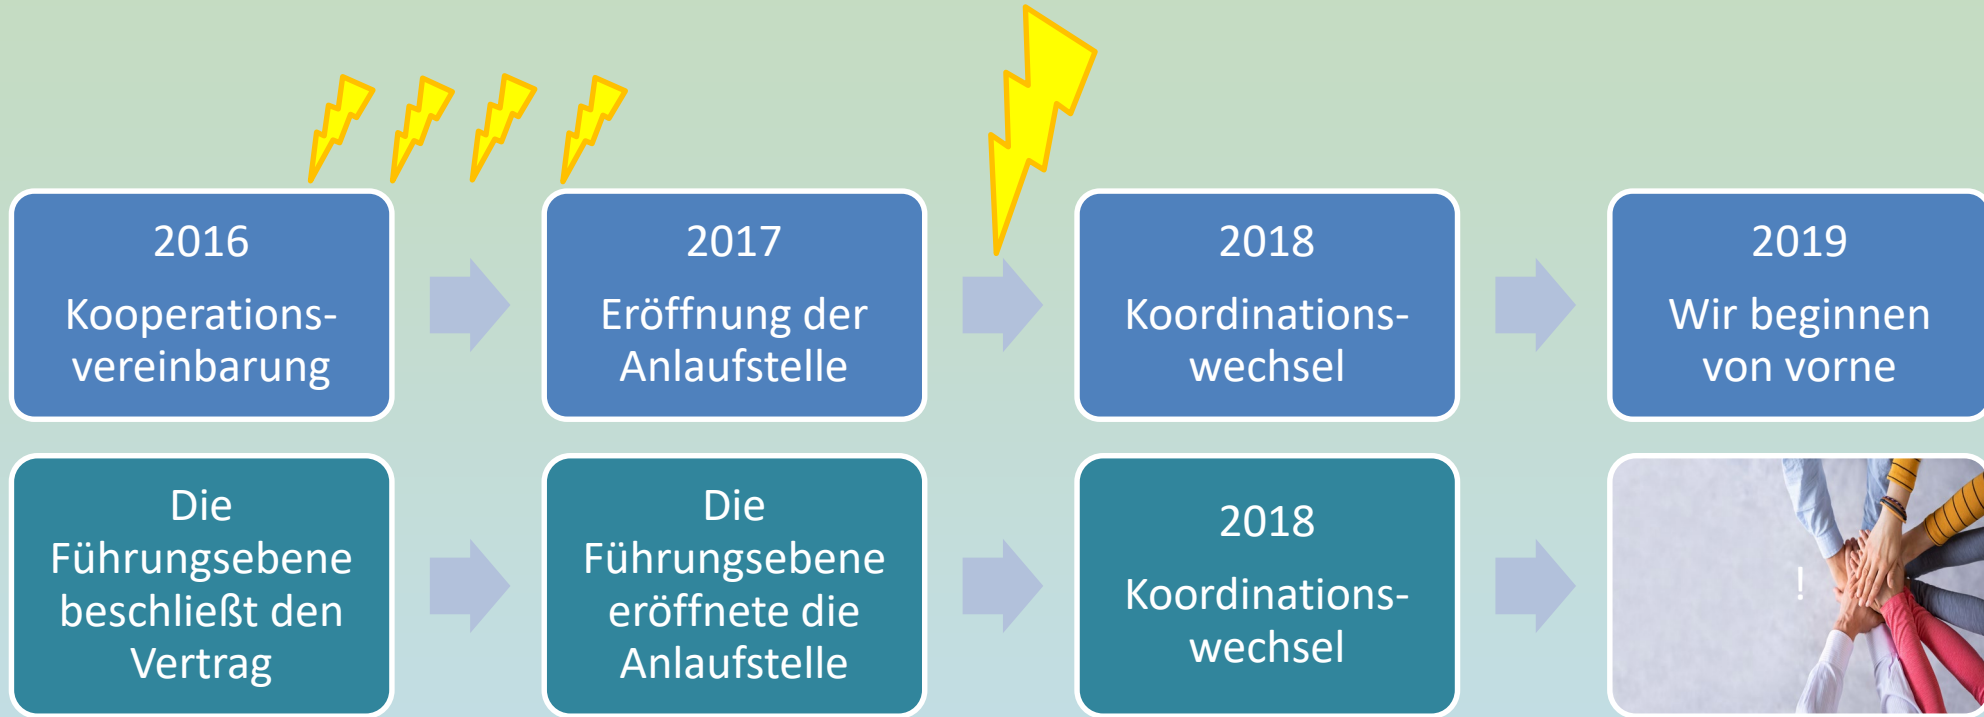 2016
Kooperations-
vereinbarung
2017
Eröffnung der
Anlaufstelle
2018
Koordinations-
wechsel
2019
Wir beginnen
von vorne
Die
Führungsebene
beschließt den
Vertrag
Die
Führungsebene
eröffnete die
Anlaufstelle
2018
Koordinations-
wechsel
!